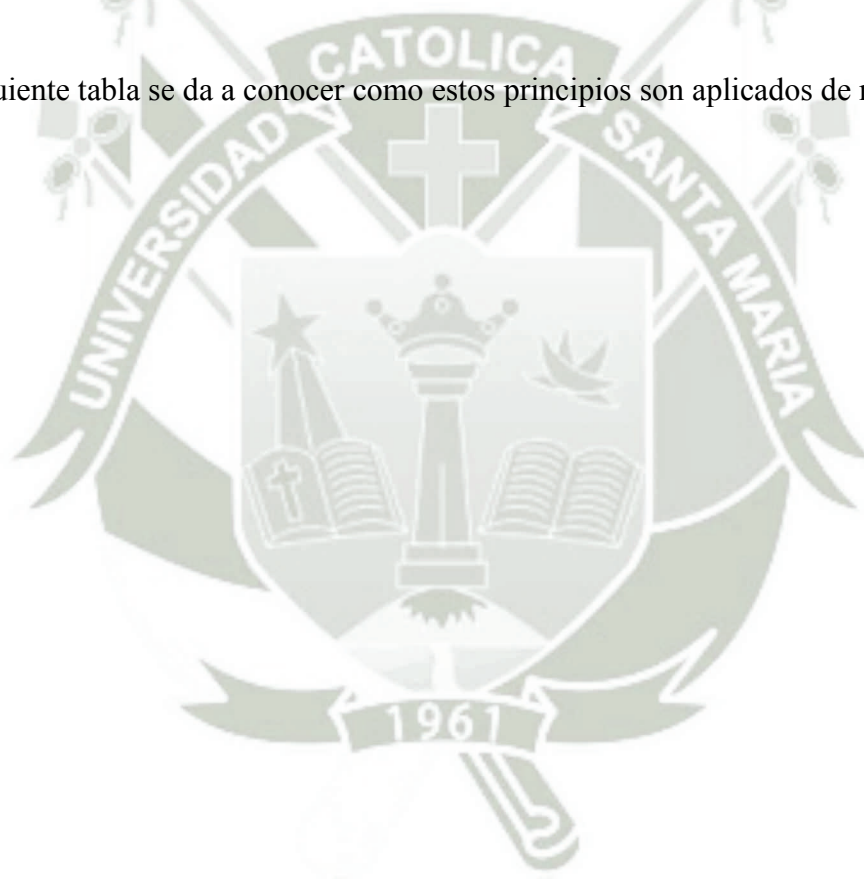 CATOLICA
uiente tabla se da a conocer como estos principios son aplicados de
UNIVERSIDAD
SANTA MARIA
1961